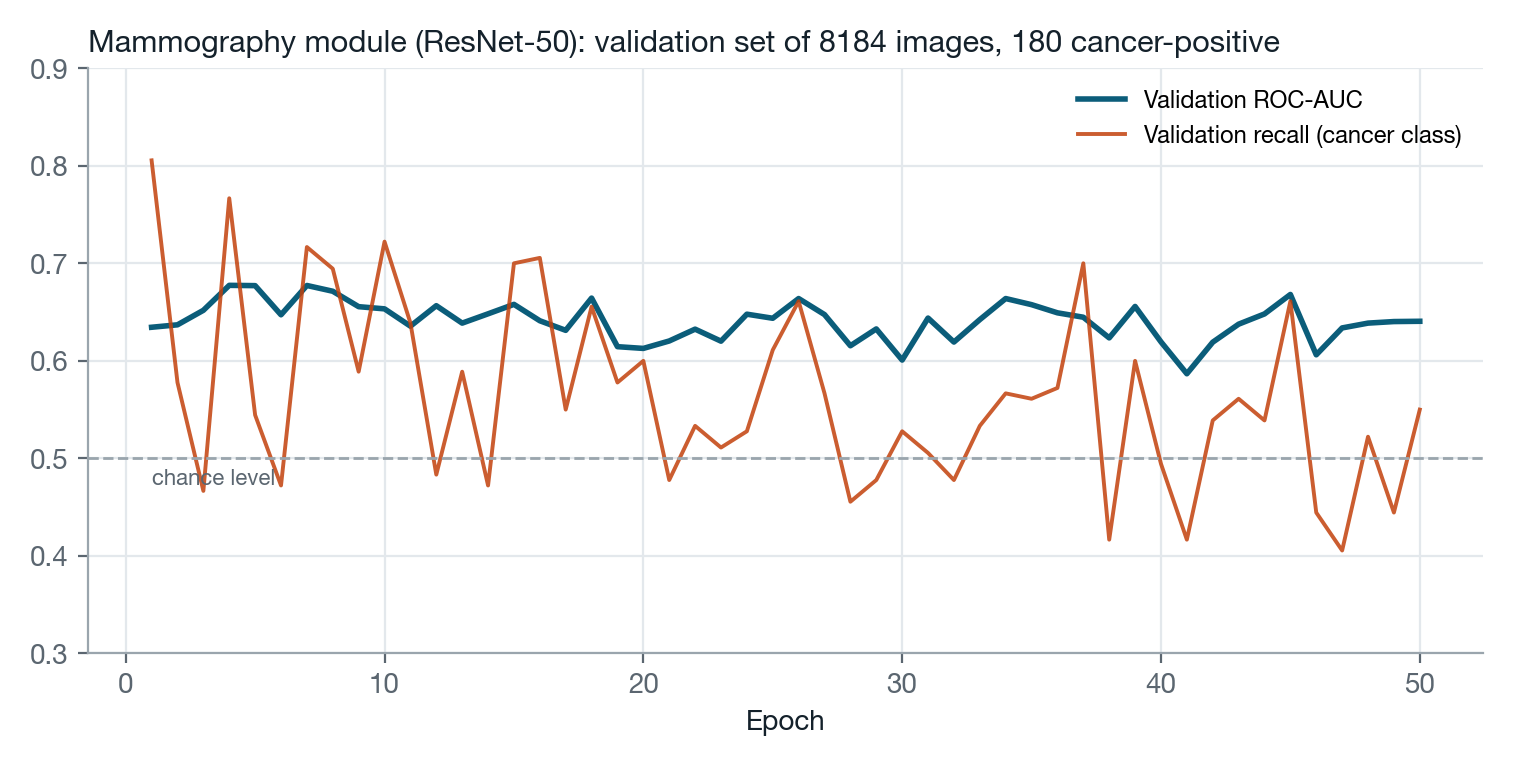 Mammography module (ResNet-50): validation set of 8184 images, 180 cancer-positive
0.9
Validation ROC-AUC
Validation recall (cancer class)
0.8
0.7
0.6
0.5
chance level
0.4
0.3
0 10 20 30 40 50
Epoch